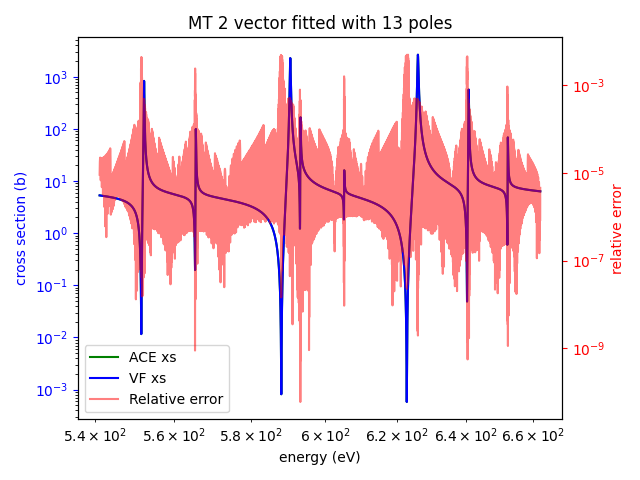 MT 2 vector fitted with 13 poles
10³
10²
10¹
10⁰
10⁻¹
10⁻²
10⁻³
cross section (b)
10⁻³
10⁻⁵
10⁻⁷
10⁻⁹
relative error
ACE xs
VF xs
Relative error
5.4 × 10² 5.6 × 10² 5.8 × 10² 6 × 10² 6.2 × 10² 6.4 × 10² 6.6 × 10²
energy (eV)